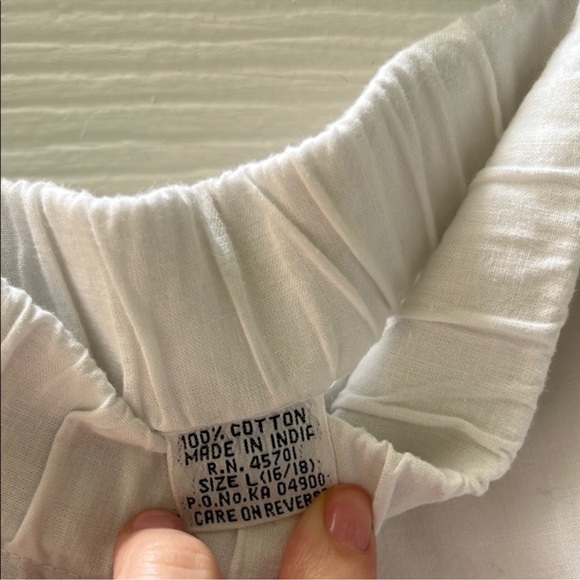 100% COTTON
MADE IN INDIA
R.N. 45701
SIZE L (16/18)
P.O.No.KA 04900
CARE ON REVERSE